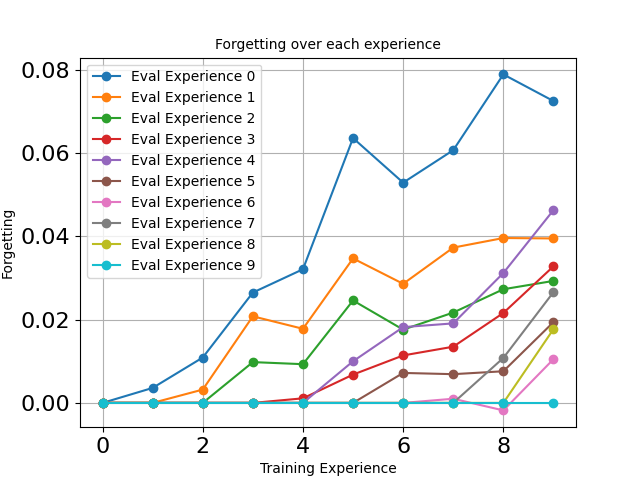 Forgetting over each experience
0.08
0.06
0.04
0.02
0.00
Forgetting
Eval Experience 0
Eval Experience 1
Eval Experience 2
Eval Experience 3
Eval Experience 4
Eval Experience 5
Eval Experience 6
Eval Experience 7
Eval Experience 8
Eval Experience 9
0 2 4 6 8
Training Experience